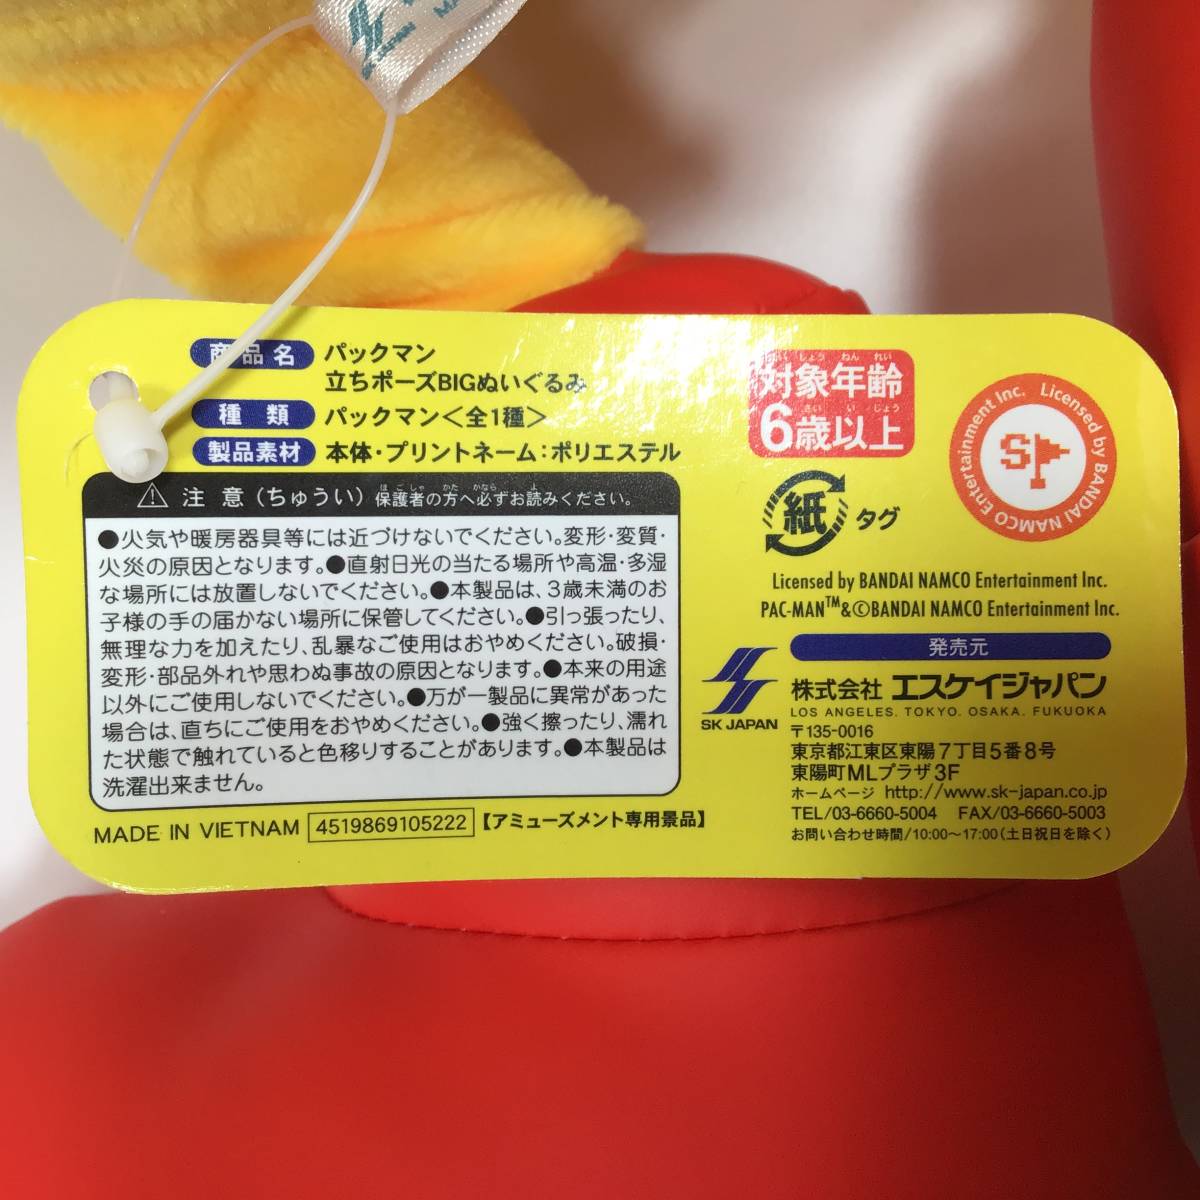 商品名 パックマン
立ちポーズBIGぬいぐるみ
種類 パックマン<全1種>
製品素材 本体・プリントネーム:ポリエステル
⚠ 注意(ちゅうい) 保護者の方へ必ずお読みください。
●火気や暖房器具等には近づけないでください。変形・変質・
火災の原因となります。●直射日光の当たる場所や高温・多湿
な場所には放置しないでください。●本製品は、3歳未満のお
子様の手の届かない場所に保管してください。●引っ張ったり、
無理な力を加えたり、乱暴なご使用はおやめください。破損・
変形・部品外れや思わぬ事故の原因となります。●本来の用途
以外にご使用しないでください。●万が一製品に異常があった
場合は、直ちにご使用をおやめください。●強く擦ったり、濡れ
た状態で触れていると色移りすることがあります。●本製品は
洗濯出来ません。
MADE IN VIETNAM 4519869105222 【アミューズメント専用景品】
対象年齢
6歳以上
紙 タグ
Licensed by BANDAI NAMCO Entertainment Inc.
Licensed by BANDAI NAMCO Entertainment Inc.
PAC-MAN™&©BANDAI NAMCO Entertainment Inc.
発売元
SK JAPAN
株式会社 エスケイジャパン
LOS ANGELES. TOKYO. OSAKA. FUKUOKA
〒135-0016
東京都江東区東陽7丁目5番8号
東陽町MLプラザ3F
ホームページ http://www.sk-japan.co.jp
TEL/03-6660-5004 FAX/03-6660-5003
お問い合わせ時間/10:00〜17:00(土日祝日を除く)